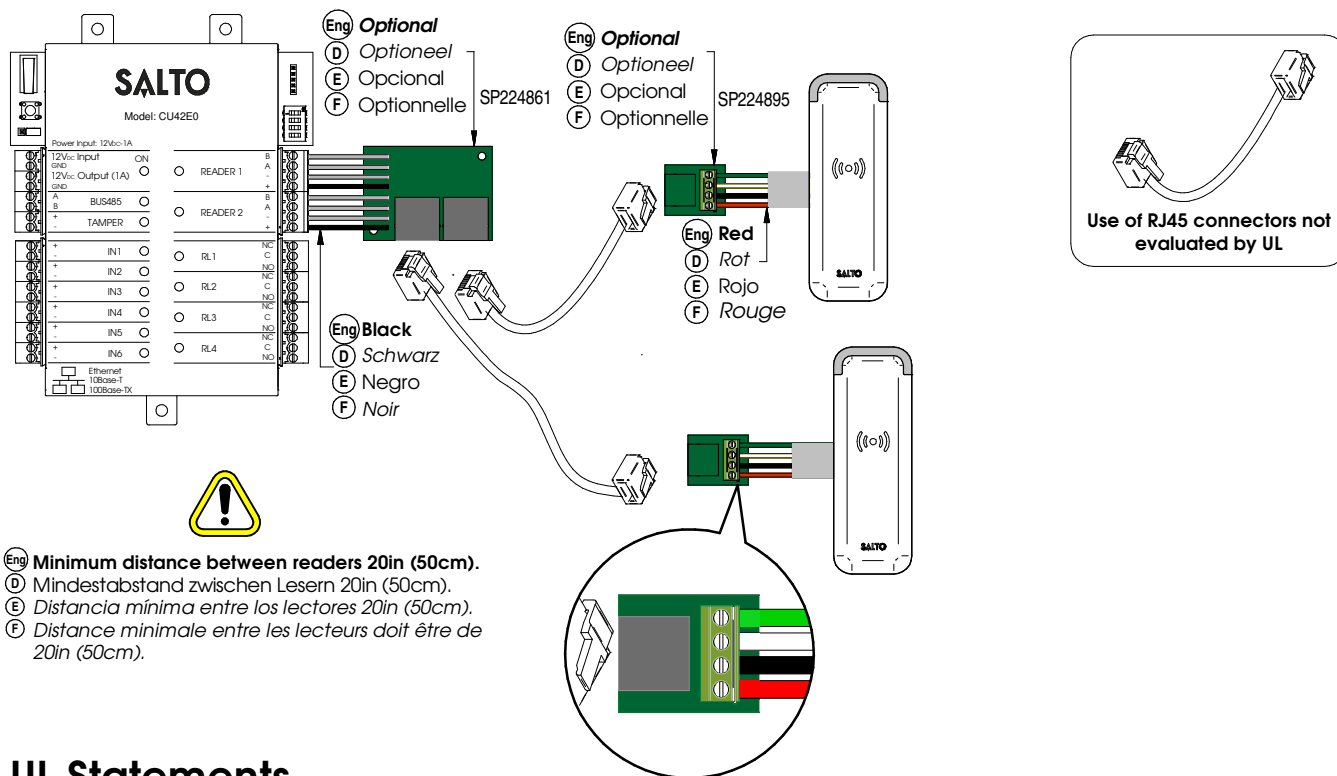 SALTO
Model: CU42E0
Power Input: 12VDC-1A
12VDC Input ON
GND
12VDC Output (1A)
GND
A
B
BUS485
+
-
TAMPER
+
-
IN1
+
-
IN2
+
-
IN3
+
-
IN4
+
-
IN5
+
-
IN6
READER 1
B
A
-
+
READER 2
B
A
-
+
RL1
NC
C
NO
RL2
NC
C
NO
RL3
NC
C
NO
RL4
NC
C
NO
Ethernet
10Base-T
100Base-TX
Eng Optional
D Optioneel
E Opcional
F Optionnelle
SP224861
Eng Optional
D Optioneel
E Opcional
F Optionnelle
SP224895
SALTO
Eng Red
D Rot
E Rojo
F Rouge
Eng Black
D Schwarz
E Negro
F Noir
SALTO
Use of RJ45 connectors not
evaluated by UL
Eng Minimum distance between readers 20in (50cm).
D Mindestabstand zwischen Lesern 20in (50cm).
E Distancia mínima entre los lectores 20in (50cm).
F Distance minimale entre les lecteurs doit être de
20in (50cm).
UL Statements